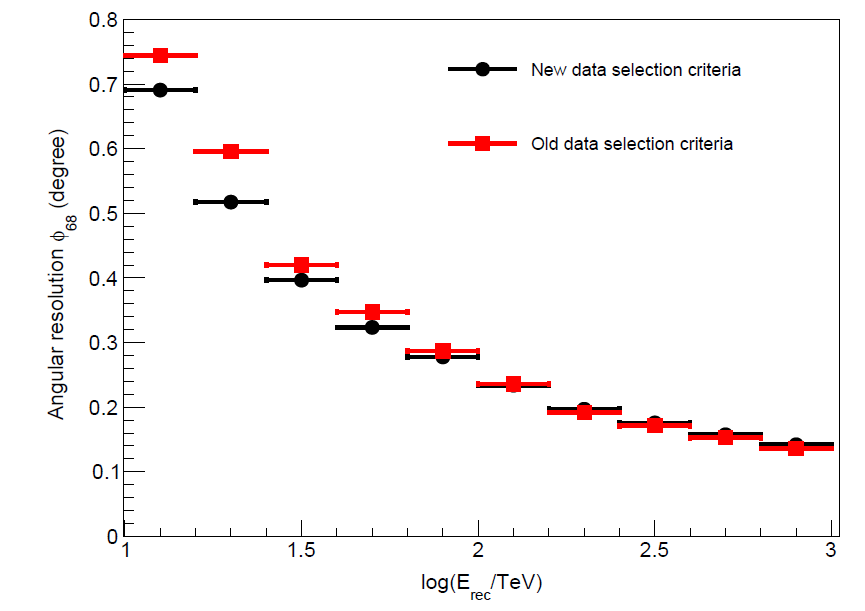 0.8
0.7
0.6
0.5
0.4
0.3
0.2
0.1
0
Angular resolution ϕ68 (degree)
New data selection criteria
Old data selection criteria
1 1.5 2 2.5 3
log(Erec/TeV)